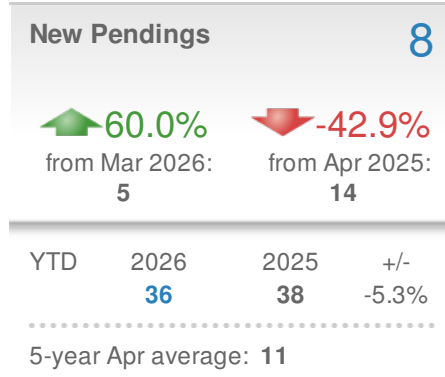 New Pendings 8
60.0% -42.9%
from Mar 2026: from Apr 2025:
5 14
YTD 2026 2025 +/-
36 38 -5.3%
5-year Apr average: 11